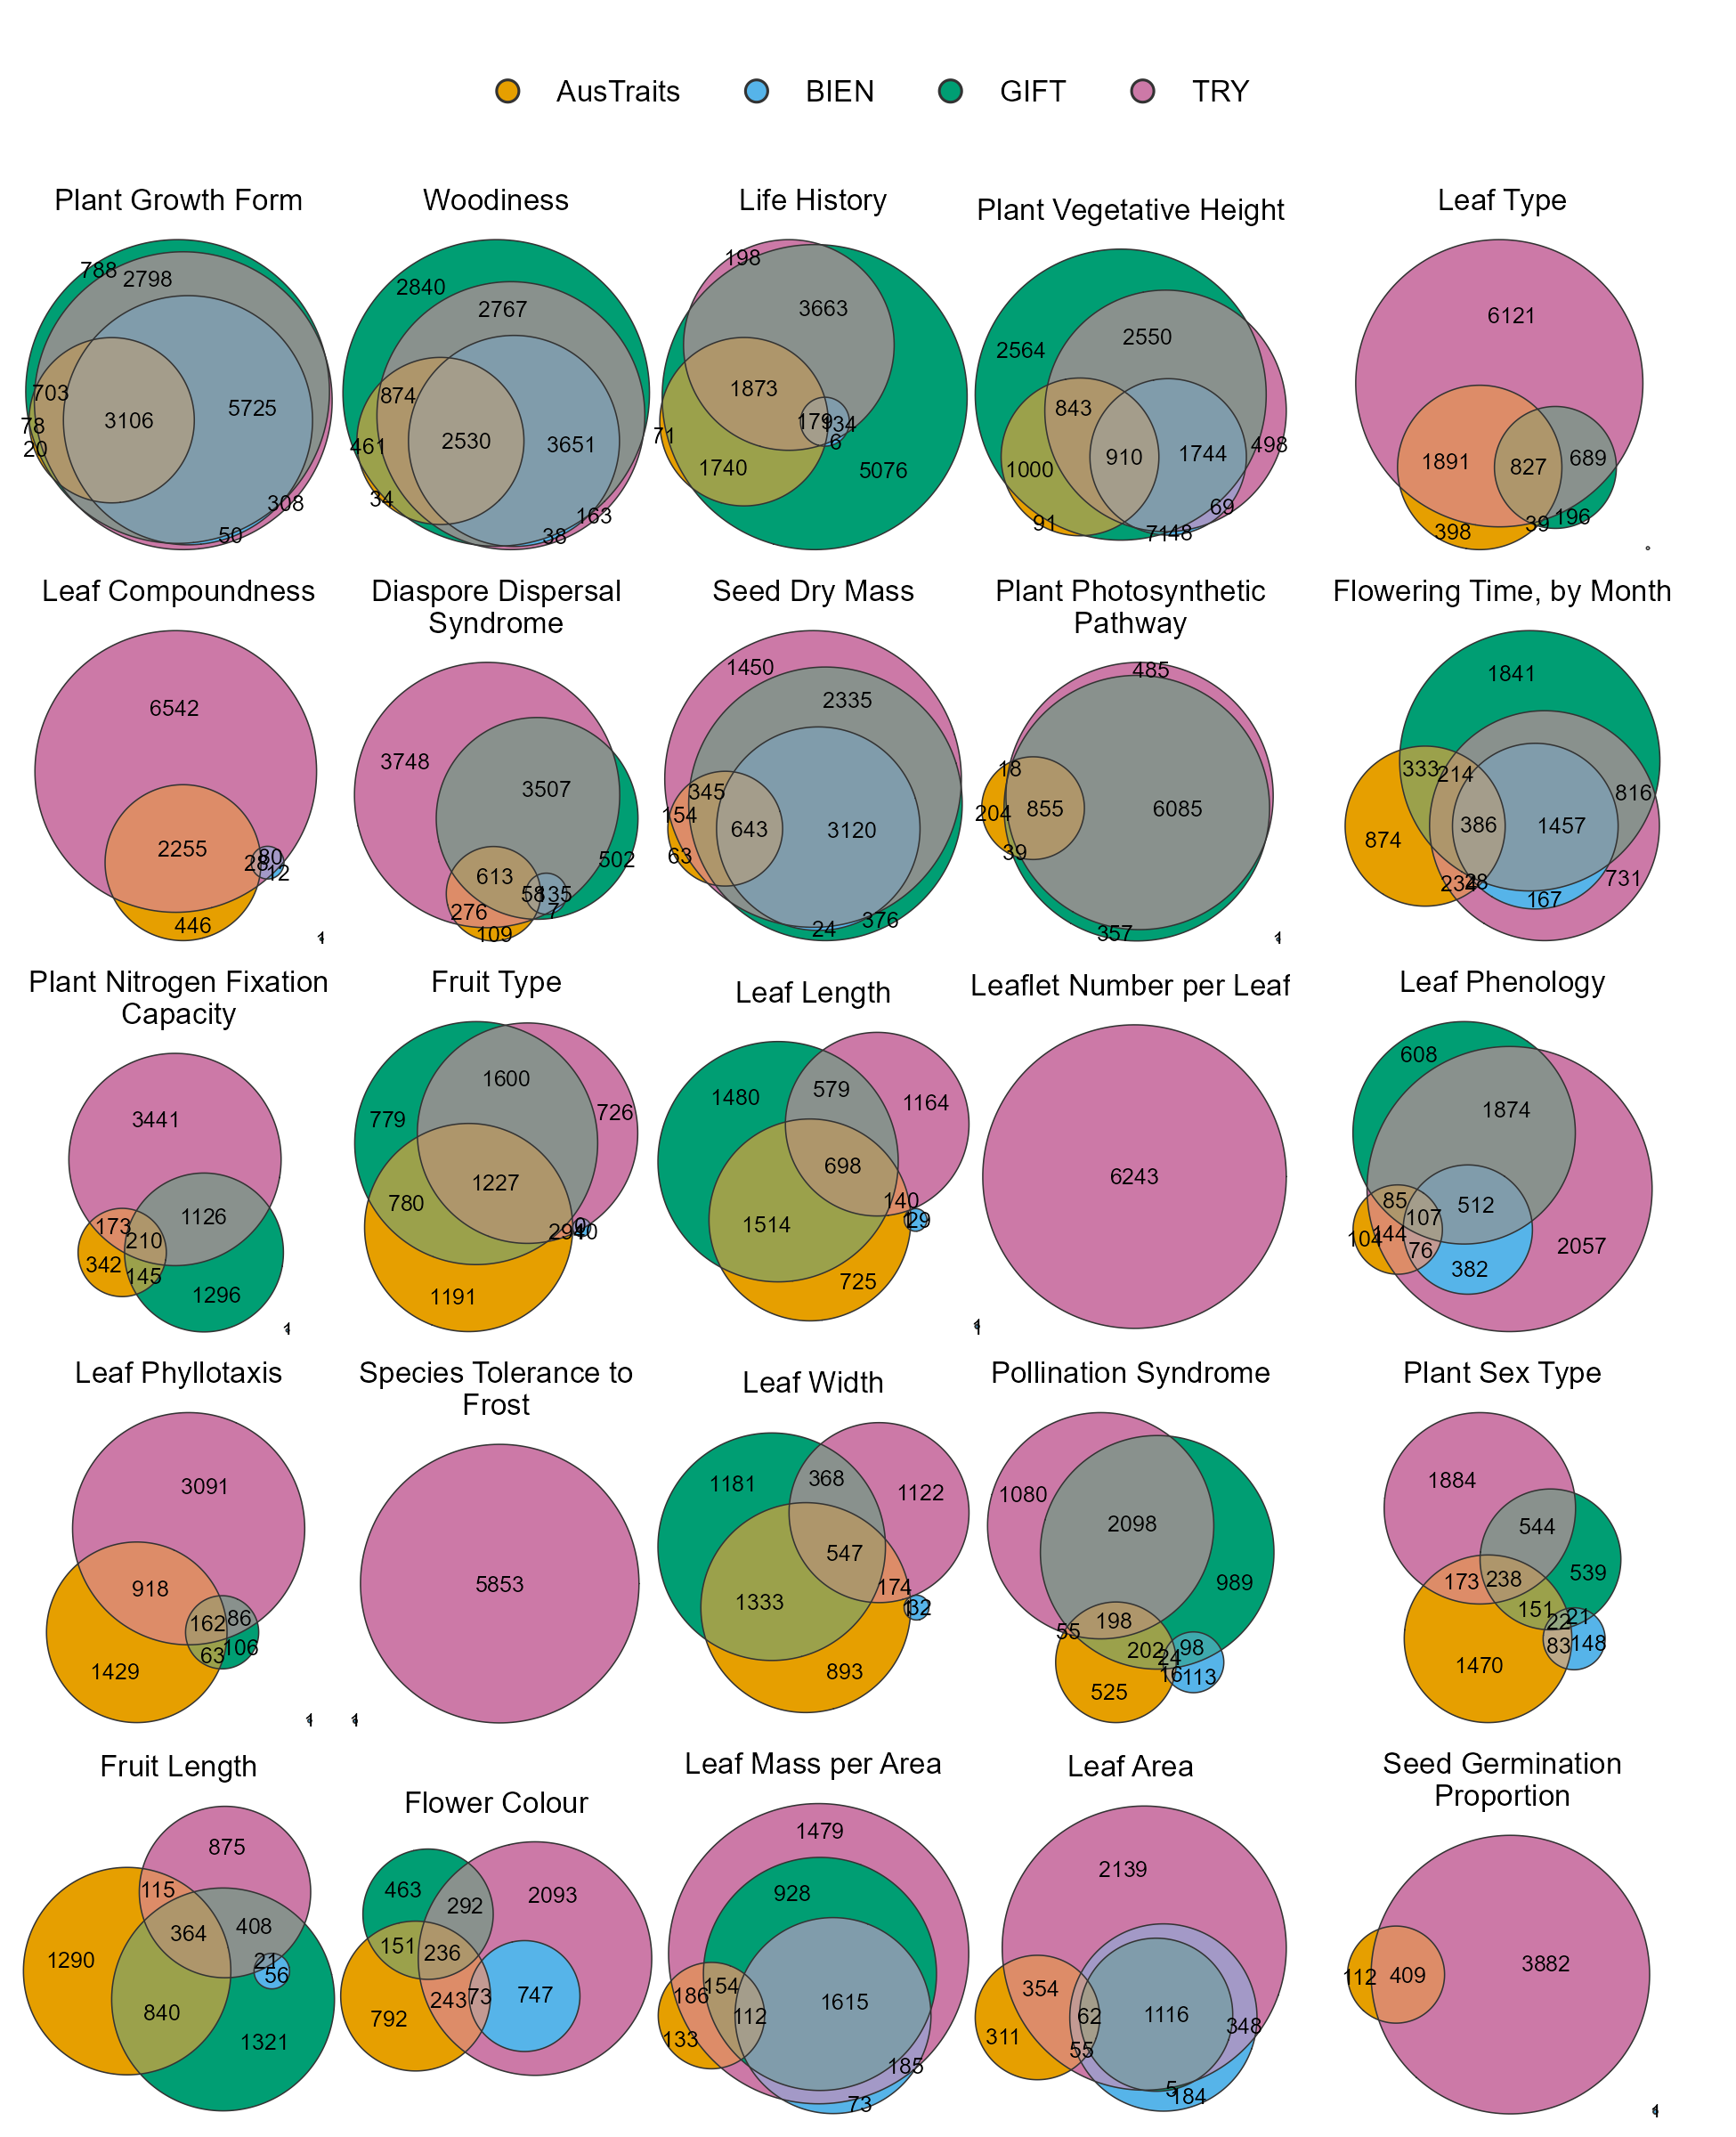 AusTraits BIEN GIFT TRY
Plant Growth Form Woodiness Life History Plant Vegetative Height Leaf Type
788 2798 703 78 20 3106 5725 308 50
2840 2767 874 461 34 2530 3651 163 38
198 3663 1873 179 34 6 71 1740 5076
2564 2550 843 1000 910 1744 498 91 69 148
6121 1891 827 689 398 39 196
Leaf Compoundness Diaspore Dispersal Seed Dry Mass Plant Photosynthetic Flowering Time, by Month
Syndrome Pathway
6542 2255 28 80 12 446
3748 3507 613 58 135 7 502 276 109
1450 2335 345 154 643 3120 63 24 376
485 18 204 855 6085 39 357
1841 333 214 816 874 386 1457 234 28 167 731
Plant Nitrogen Fixation Fruit Type Leaf Length Leaflet Number per Leaf Leaf Phenology
Capacity
3441 1126 173 210 342 145 1296
1600 779 726 780 1227 1191
1480 579 1164 698 140 29 1514 725
6243
608 1874 85 107 512 104 144 76 382 2057
Leaf Phyllotaxis Species Tolerance to Leaf Width Pollination Syndrome Plant Sex Type
Frost
3091 918 162 86 106 63 1429
5853
1181 368 1122 547 174 32 1333 893
1080 2098 989 55 198 202 24 98 16 113 525
1884 544 539 173 238 151 22 21 83 148 1470
Fruit Length Flower Colour Leaf Mass per Area Leaf Area Seed Germination
Proportion
875 115 364 408 1290 21 56 840 1321
463 292 2093 151 236 243 73 747 792
1479 928 154 186 112 1615 133 185 73
2139 354 62 1116 348 311 55 5 184
3882 112 409